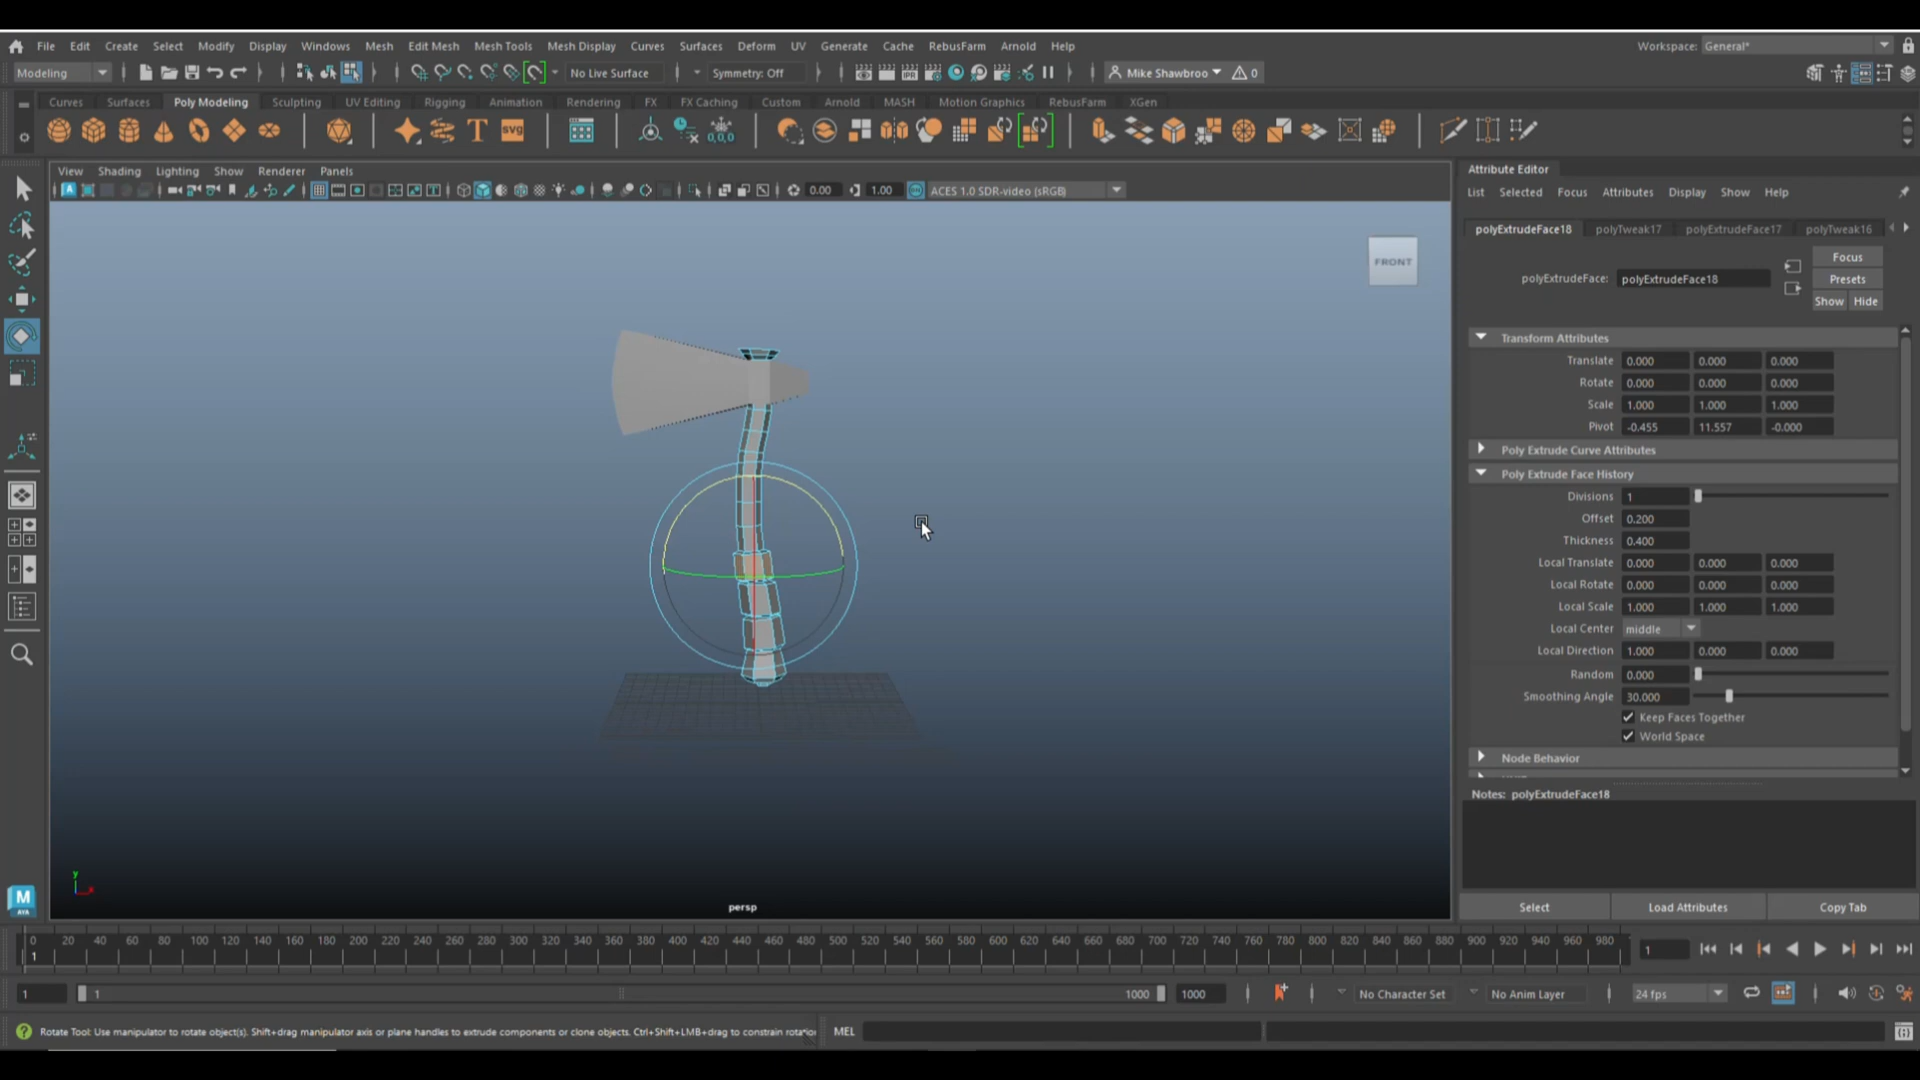 File Edit Create Select Modify Display Windows Mesh Edit Mesh Mesh Tools Mesh Display Curves Surfaces Deform UV Generate Cache RebusFarm Arnold Help Workspace: General*
Modeling No Live Surface Symmetry: Off IPR Mike Shawbroo 0
Curves Surfaces Poly Modeling Sculpting UV Editing Rigging Animation Rendering FX FX Caching Custom Arnold MASH Motion Graphics RebusFarm XGen
T SVG 0,0,0
View Shading Lighting Show Renderer Panels
0.00 1.00 ACES 1.0 SDR-video (sRGB)
FRONT
y
x
persp
M
AYA
Attribute Editor
List Selected Focus Attributes Display Show Help
polyExtrudeFace18 polyTweak17 polyExtrudeFace17 polyTweak16
Focus
polyExtrudeFace: polyExtrudeFace18 Presets
Show Hide
Transform Attributes
Translate 0.000 0.000 0.000
Rotate 0.000 0.000 0.000
Scale 1.000 1.000 1.000
Pivot -0.455 11.557 -0.000
Poly Extrude Curve Attributes
Poly Extrude Face History
Divisions 1
Offset 0.200
Thickness 0.400
Local Translate 0.000 0.000 0.000
Local Rotate 0.000 0.000 0.000
Local Scale 1.000 1.000 1.000
Local Center middle
Local Direction 1.000 0.000 0.000
Random 0.000
Smoothing Angle 30.000
Keep Faces Together
World Space
Node Behavior
Notes: polyExtrudeFace18
Select Load Attributes Copy Tab
0 20 40 60 80 100 120 140 160 180 200 220 240 260 280 300 320 340 360 380 400 420 440 460 480 500 520 540 560 580 600 620 640 660 680 700 720 740 760 780 800 820 840 860 880 900 920 940 960 980
1 1
1 1 1000 1000 No Character Set No Anim Layer 24 fps
Rotate Tool: Use manipulator to rotate object(s). Shift+drag manipulator axis or plane handles to extrude components or clone objects. Ctrl+Shift+LMB+drag to constrain rotatio MEL